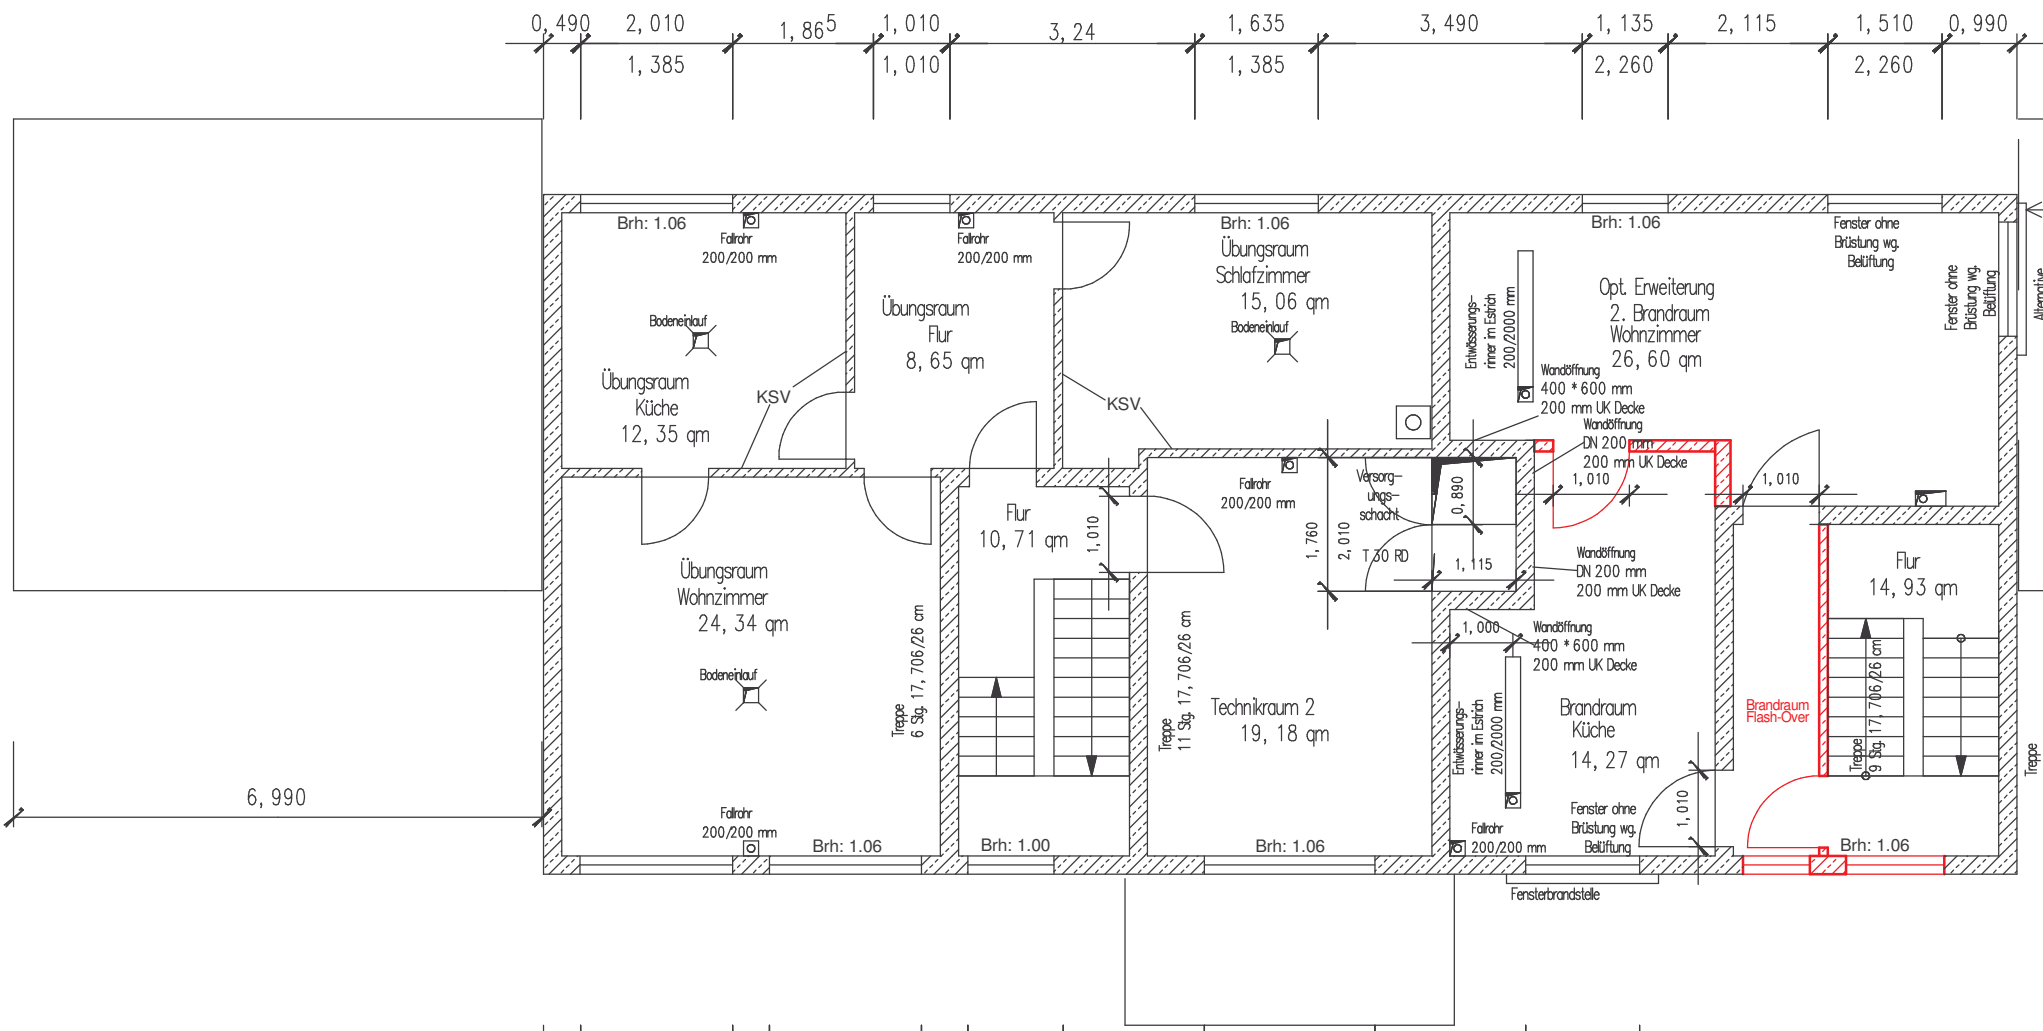 0, 490
2, 010
1, 865
1, 010
3, 24
1, 635
3, 490
1, 135
2, 115
1, 510
0, 990
1, 385
1, 010
1, 385
2, 260
2, 260
Brh: 1.06
Fallrohr
200/200 mm
Bodeneinlauf
Übungsraum
Küche
12, 35 qm
KSV
Fallrohr
200/200 mm
Übungsraum
Flur
8, 65 qm
Brh: 1.06
Übungsraum
Schlafzimmer
15, 06 qm
Bodeneinlauf
KSV
Brh: 1.06
Entwässerungs-
rinner im Estrich
200/2000 mm
Opt. Erweiterung
2. Brandraum
Wohnzimmer
26, 60 qm
Fenster ohne
Brüstung wg.
Belüftung
Fenster ohne
Brüstung wg.
Belüftung
Alternative
Wandöffnung
400 * 600 mm
200 mm UK Decke
Wandöffnung
DN 200 mm
200 mm UK Decke
1, 010
1, 010
Übungsraum
Wohnzimmer
24, 34 qm
Bodeneinlauf
Fallrohr
200/200 mm
Brh: 1.06
Treppe
6 Stg. 17, 706/26 cm
Flur
10, 71 qm
1, 010
Brh: 1.00
Fallrohr
200/200 mm
Versorg-
ungs-
schacht
0, 890
1, 760
2, 010
T 30 RD
1, 115
Treppe
11 Stg. 17, 706/26 cm
Technikraum 2
19, 18 qm
Brh: 1.06
Wandöffnung
DN 200 mm
200 mm UK Decke
1, 000
Wandöffnung
400 * 600 mm
200 mm UK Decke
Entwässerungs-
rinner im Estrich
200/2000 mm
Brandraum
Küche
14, 27 qm
Fallrohr
200/200 mm
Fenster ohne
Brüstung wg.
Belüftung
1, 010
Fensterbrandstelle
Brandraum
Flash-Over
Flur
14, 93 qm
Treppe
9 Stg. 17, 706/26 cm
Brh: 1.06
Treppe
6, 990